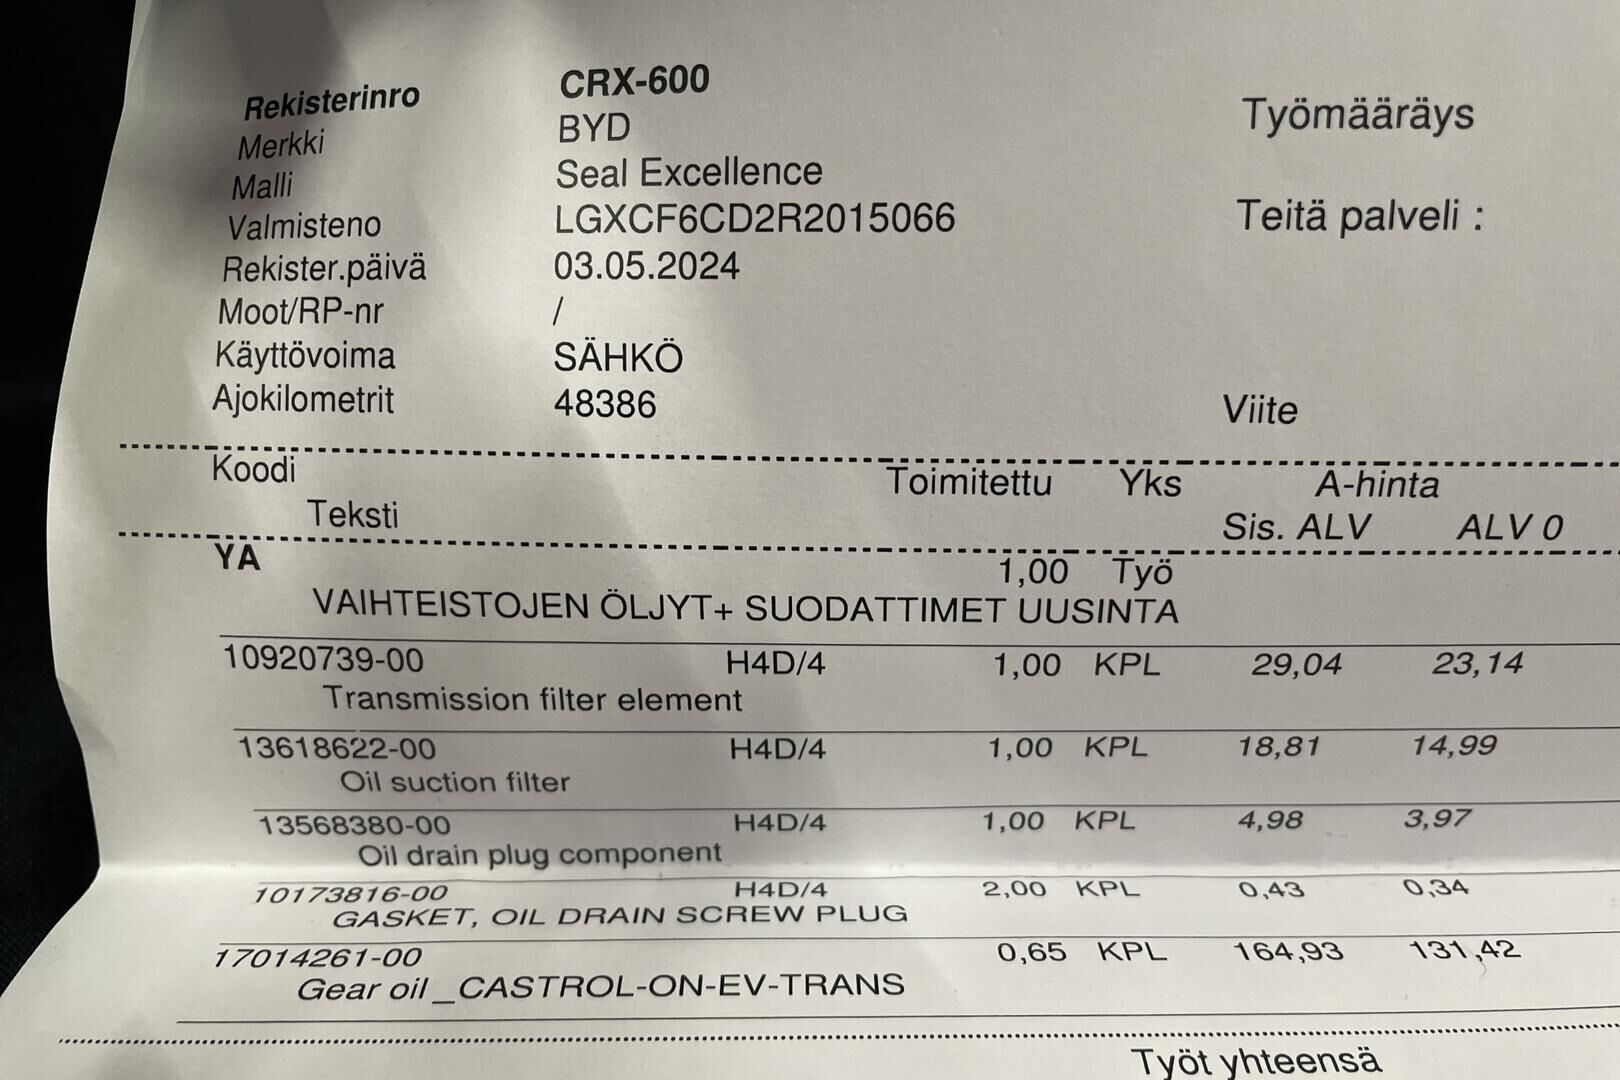 Rekisterinro CRX-600 Työmääräys
Merkki BYD
Malli Seal Excellence
Valmisteno LGXCF6CD2R2015066 Teitä palveli :
Rekister.päivä 03.05.2024
Moot/RP-nr /
Käyttövoima SÄHKÖ
Ajokilometrit 48386 Viite
Koodi Toimitettu Yks A-hinta
Teksti Sis. ALV ALV 0
YA 1,00 Työ
VAIHTEISTOJEN ÖLJYT+ SUODATTIMET UUSINTA
10920739-00 H4D/4 1,00 KPL 29,04 23,14
Transmission filter element
13618622-00 H4D/4 1,00 KPL 18,81 14,99
Oil suction filter
13568380-00 H4D/4 1,00 KPL 4,98 3,97
Oil drain plug component
10173816-00 H4D/4 2,00 KPL 0,43 0,34
GASKET, OIL DRAIN SCREW PLUG
17014261-00 0,65 KPL 164,93 131,42
Gear oil_CASTROL-ON-EV-TRANS
Työt yhteensä